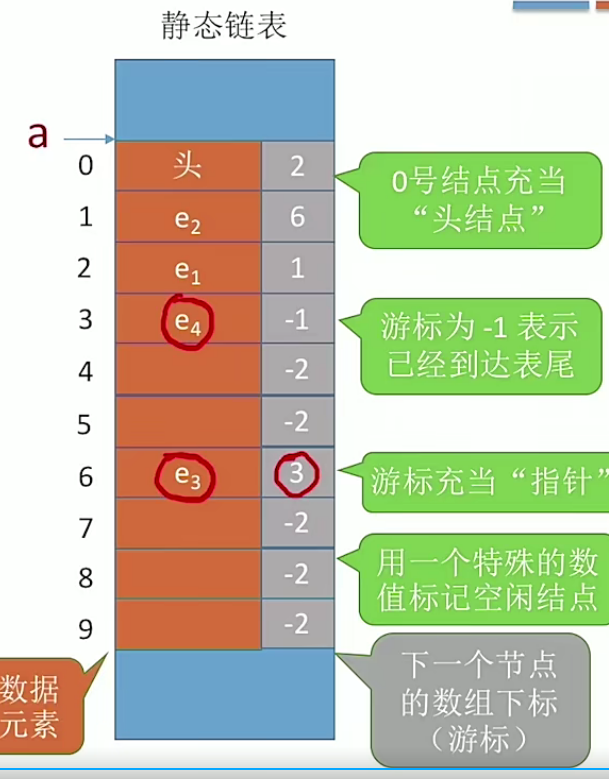 静态链表
a
0 头 2
0号结点充当
“头结点”
1 e₂ 6
2 e₁ 1
3 e₄ -1
游标为 -1 表示
已经到达表尾
4 -2
5 -2
6 e₃ 3
游标充当“指针”
7 -2
8 -2
用一个特殊的数
值标记空闲结点
9 -2
数据
元素
下一个节点
的数组下标
（游标）